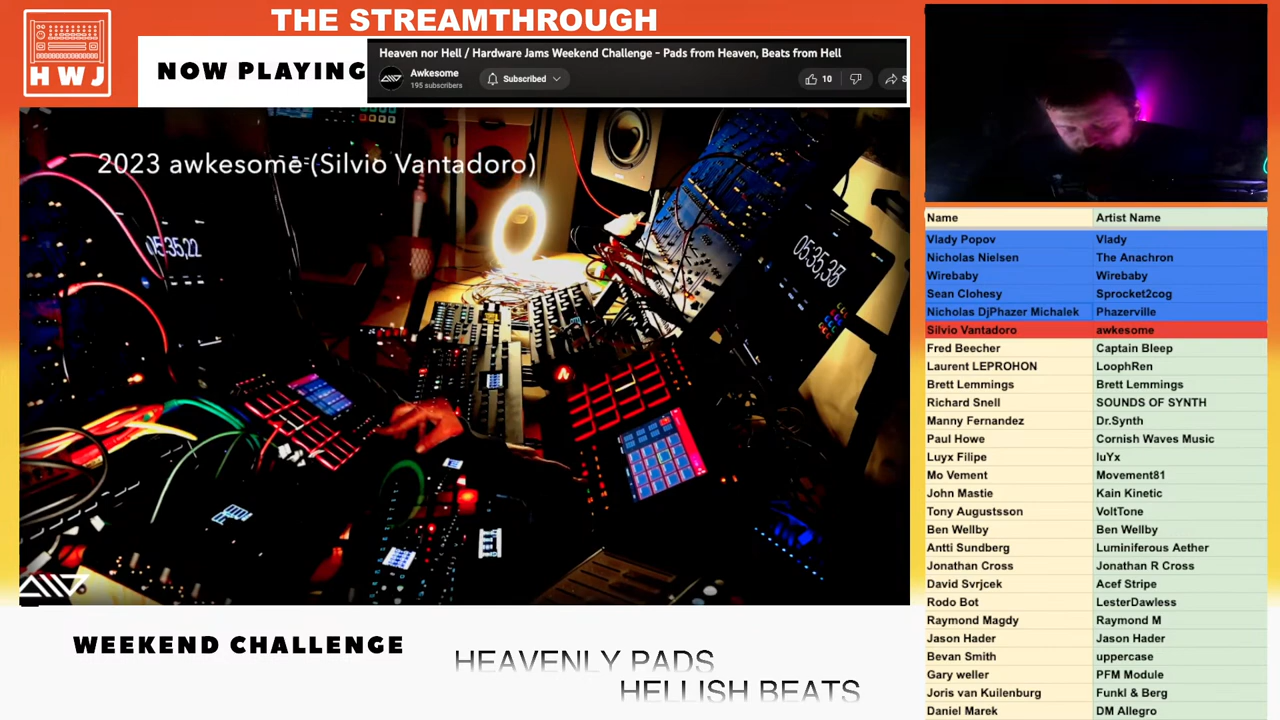 THE STREAMTHROUGH
HWJ
NOW PLAYING
Heaven nor Hell / Hardware Jams Weekend Challenge - Pads from Heaven, Beats from Hell
Awkesome
195 subscribers
Subscribed
10
S
2023 awkesome (Silvio Vantadoro)
WEEKEND CHALLENGE
HEAVENLY PADS
HELLISH BEATS
Name Artist Name
Vlady Popov Vlady
Nicholas Nielsen The Anachron
Wirebaby Wirebaby
Sean Clohesy Sprocket2cog
Nicholas DjPhazer Michalek Phazerville
Silvio Vantadoro awkesome
Fred Beecher Captain Bleep
Laurent LEPROHON LoophRen
Brett Lemmings Brett Lemmings
Richard Snell SOUNDS OF SYNTH
Manny Fernandez Dr.Synth
Paul Howe Cornish Waves Music
Luyx Filipe luYx
Mo Vement Movement81
John Mastie Kain Kinetic
Tony Augustsson VoltTone
Ben Wellby Ben Wellby
Antti Sundberg Luminiferous Aether
Jonathan Cross Jonathan R Cross
David Svrjcek Acef Stripe
Rodo Bot LesterDawless
Raymond Magdy Raymond M
Jason Hader Jason Hader
Bevan Smith uppercase
Gary weller PFM Module
Joris van Kuilenburg Funkl & Berg
Daniel Marek DM Allegro